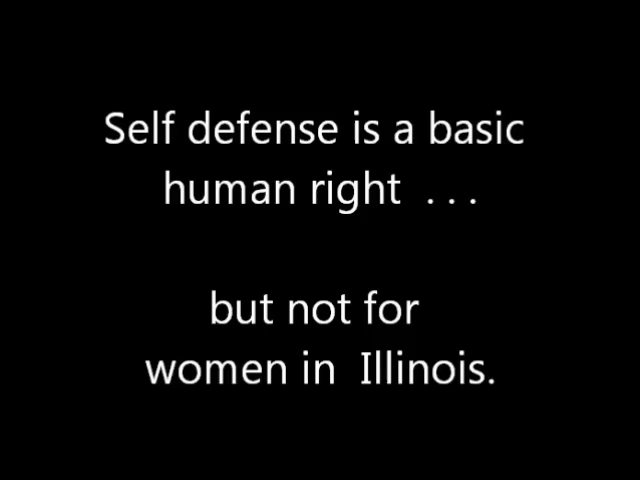 Self defense is a basic
human right  . . .
but not for
women in  Illinois.